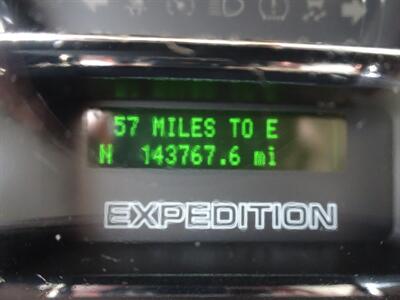 57 MILES TO E
N 143767.6 mi
EXPEDITION